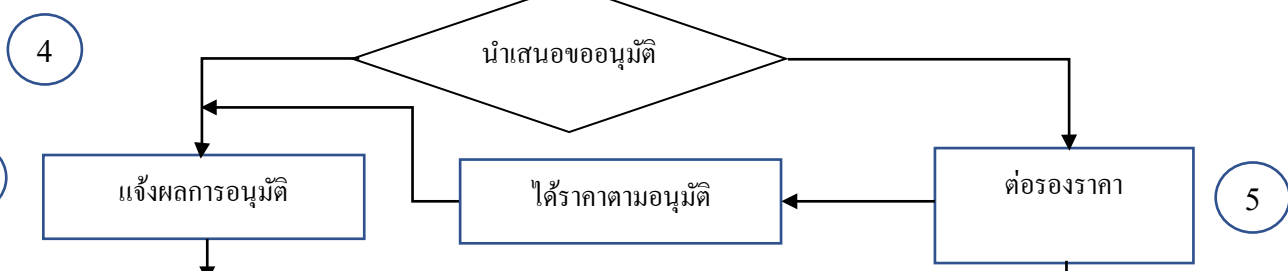 4
นำเสนอขออนุมัติ
แจ้งผลการอนุมัติ
ได้ราคาตามอนุมัติ
ต่อรองราคา
5